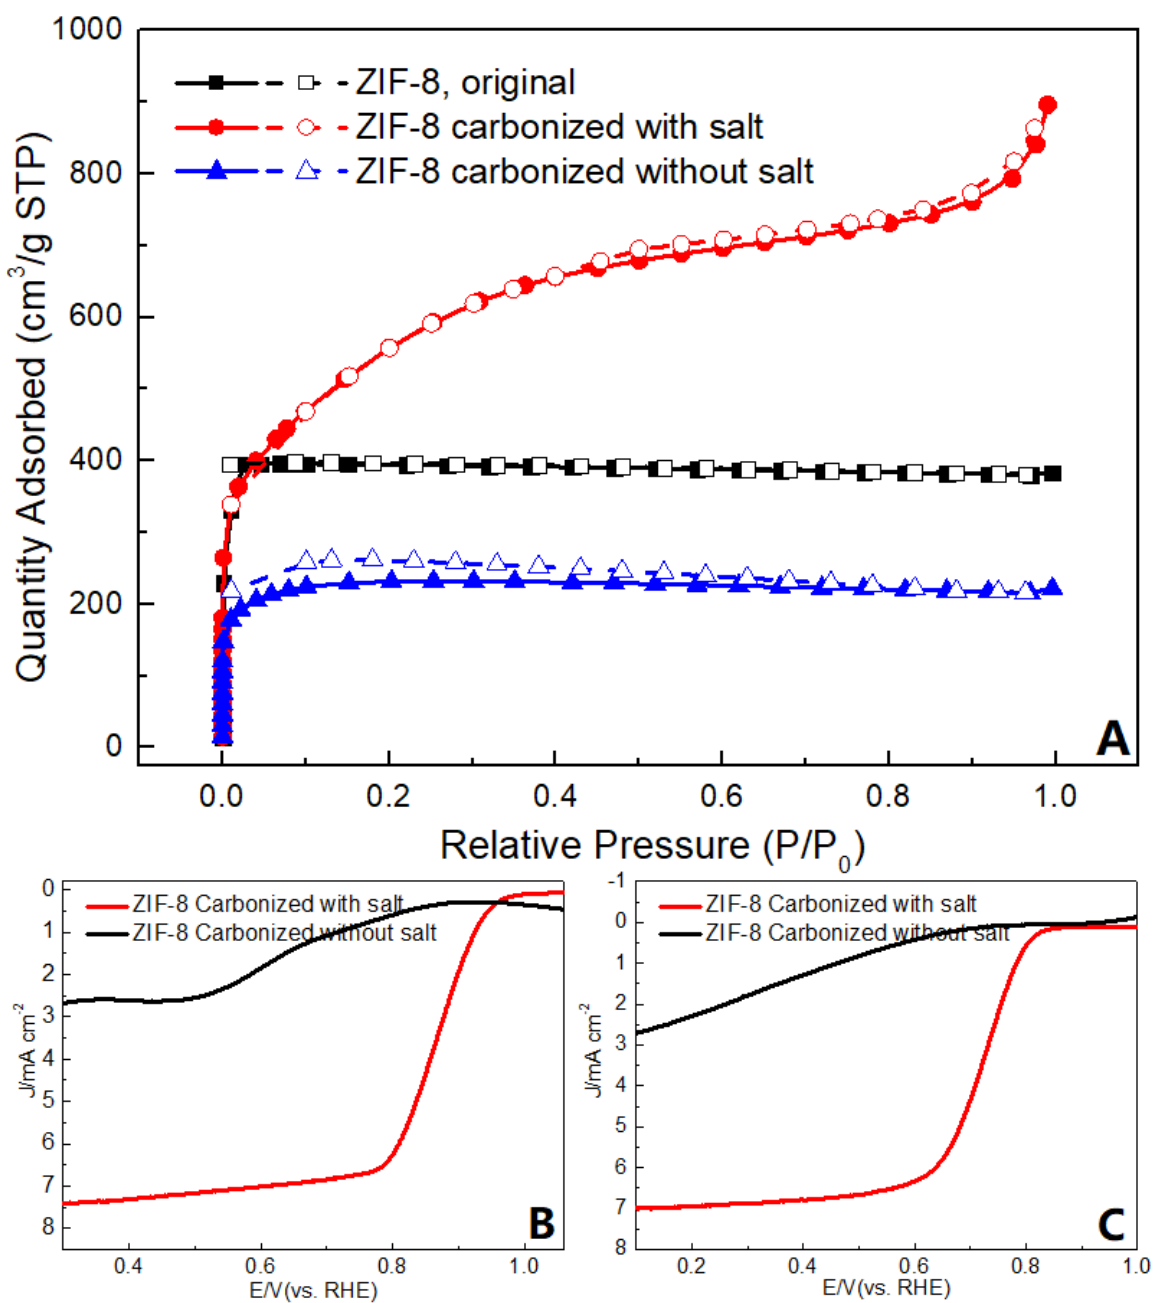 1000
800
600
400
200
0
Quantity Adsorbed (cm³/g STP)
ZIF-8, original
ZIF-8 carbonized with salt
ZIF-8 carbonized without salt
A
0.0 0.2 0.4 0.6 0.8 1.0
Relative Pressure (P/P₀)
0
1
2
3
4
5
6
7
8
J/mA cm⁻²
ZIF-8 Carbonized with salt
ZIF-8 Carbonized without salt
B
0.4 0.6 0.8 1.0
E/V(vs. RHE)
-1
0
1
2
3
4
5
6
7
8
J/mA cm⁻²
ZIF-8 Carbonized with salt
ZIF-8 Carbonized without salt
C
0.2 0.4 0.6 0.8 1.0
E/V(vs. RHE)